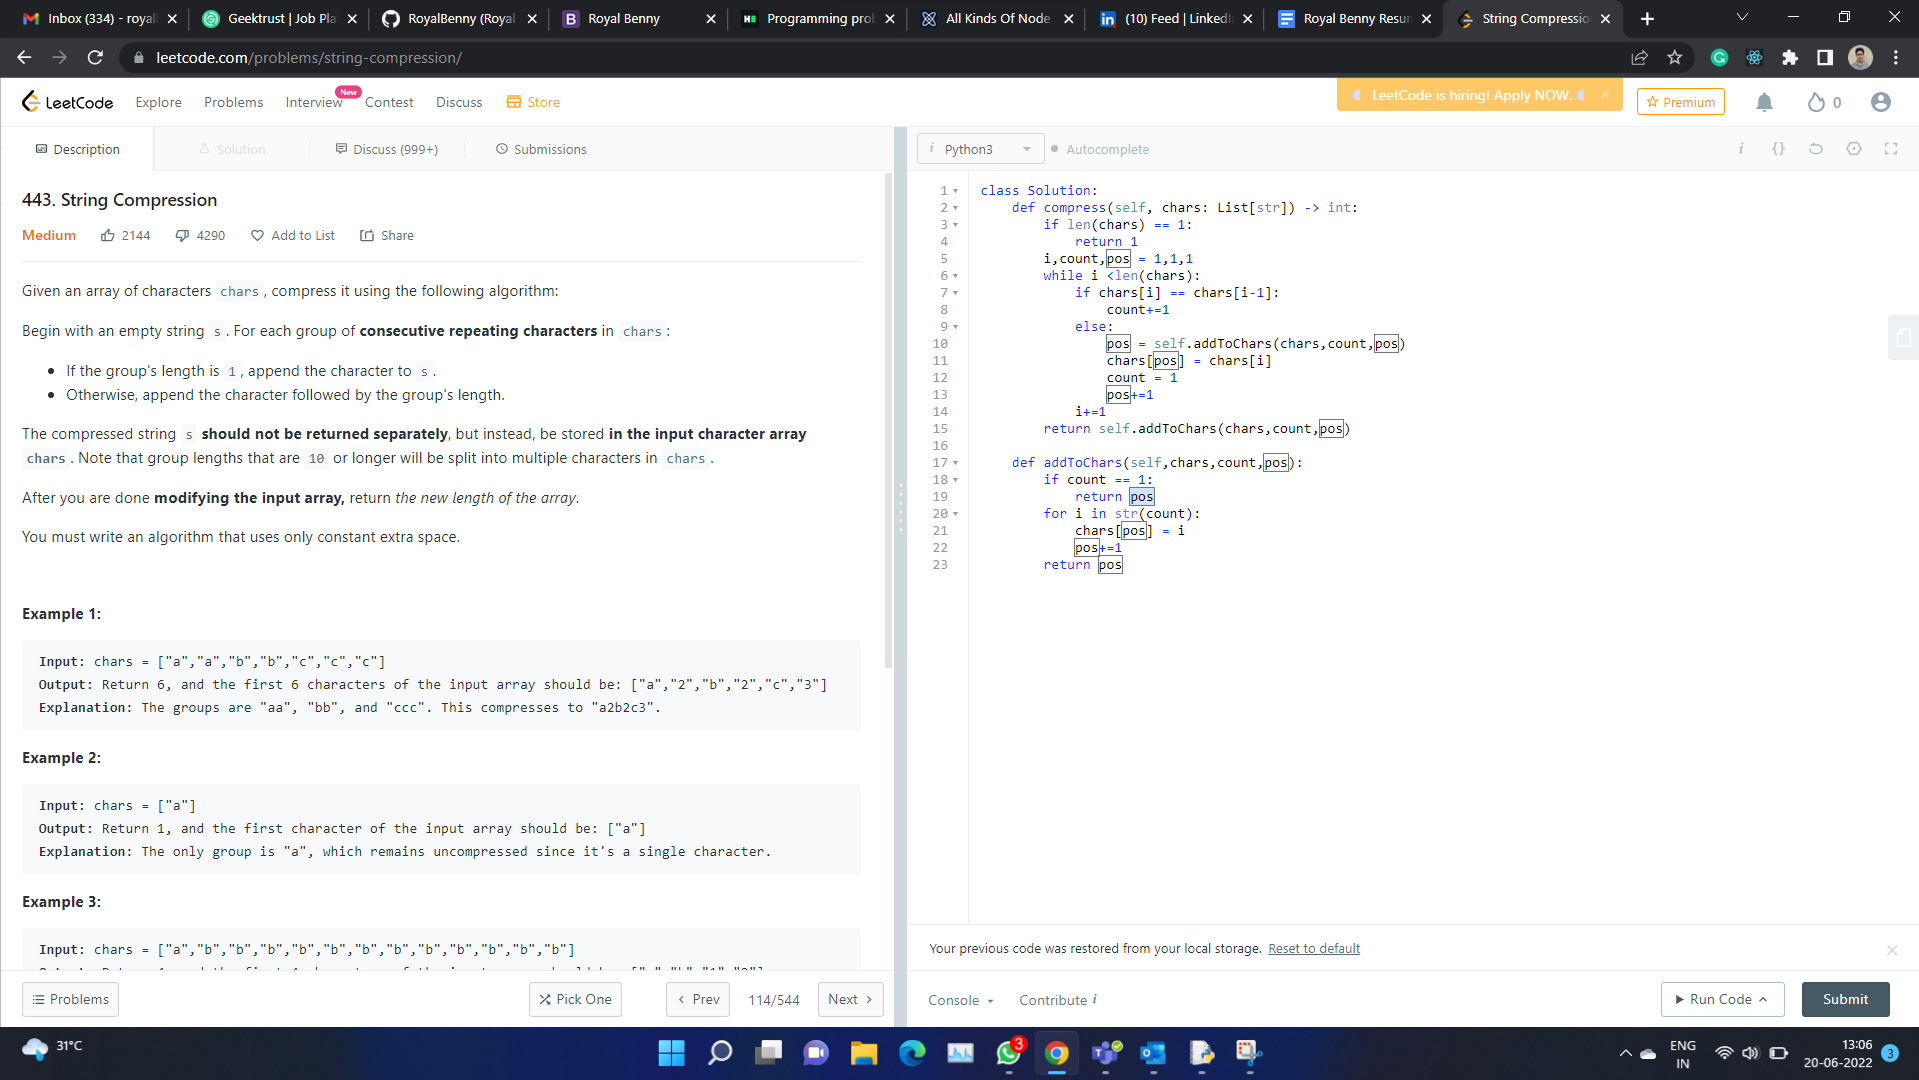 Inbox (334) - royall
Geektrust | Job Pla
RoyalBenny (Royal
Royal Benny
Programming prob
All Kinds Of Node
(10) Feed | LinkedIn
Royal Benny Resum
String Compressio
leetcode.com/problems/string-compression/
LeetCode
Explore
Problems
Interview
New
Contest
Discuss
Store
LeetCode is hiring! Apply NOW.
Premium
0
Description
Solution
Discuss (999+)
Submissions
443. String Compression
Medium
2144
4290
Add to List
Share
Given an array of characters chars, compress it using the following algorithm:
Begin with an empty string s. For each group of consecutive repeating characters in chars:
If the group's length is 1, append the character to s.
Otherwise, append the character followed by the group's length.
The compressed string s should not be returned separately, but instead, be stored in the input character array
chars. Note that group lengths that are 10 or longer will be split into multiple characters in chars.
After you are done modifying the input array, return the new length of the array.
You must write an algorithm that uses only constant extra space.
Example 1:
Input: chars = ["a","a","b","b","c","c","c"]
Output: Return 6, and the first 6 characters of the input array should be: ["a","2","b","2","c","3"]
Explanation: The groups are "aa", "bb", and "ccc". This compresses to "a2b2c3".
Example 2:
Input: chars = ["a"]
Output: Return 1, and the first character of the input array should be: ["a"]
Explanation: The only group is "a", which remains uncompressed since it's a single character.
Example 3:
Input: chars = ["a","b","b","b","b","b","b","b","b","b","b","b","b"]
Problems
Pick One
Prev
114/544
Next
i Python3
Autocomplete
i {}
1 class Solution:
2 def compress(self, chars: List[str]) -> int:
3 if len(chars) == 1:
4 return 1
5 i,count,pos = 1,1,1
6 while i <len(chars):
7 if chars[i] == chars[i-1]:
8 count+=1
9 else:
10 pos = self.addToChars(chars,count,pos)
11 chars[pos] = chars[i]
12 count = 1
13 pos+=1
14 i+=1
15 return self.addToChars(chars,count,pos)
16
17 def addToChars(self,chars,count,pos):
18 if count == 1:
19 return pos
20 for i in str(count):
21 chars[pos] = i
22 pos+=1
23 return pos
Your previous code was restored from your local storage. Reset to default
Console
Contribute i
Run Code
Submit
31°C
3
ENG
IN
13:06
20-06-2022
3